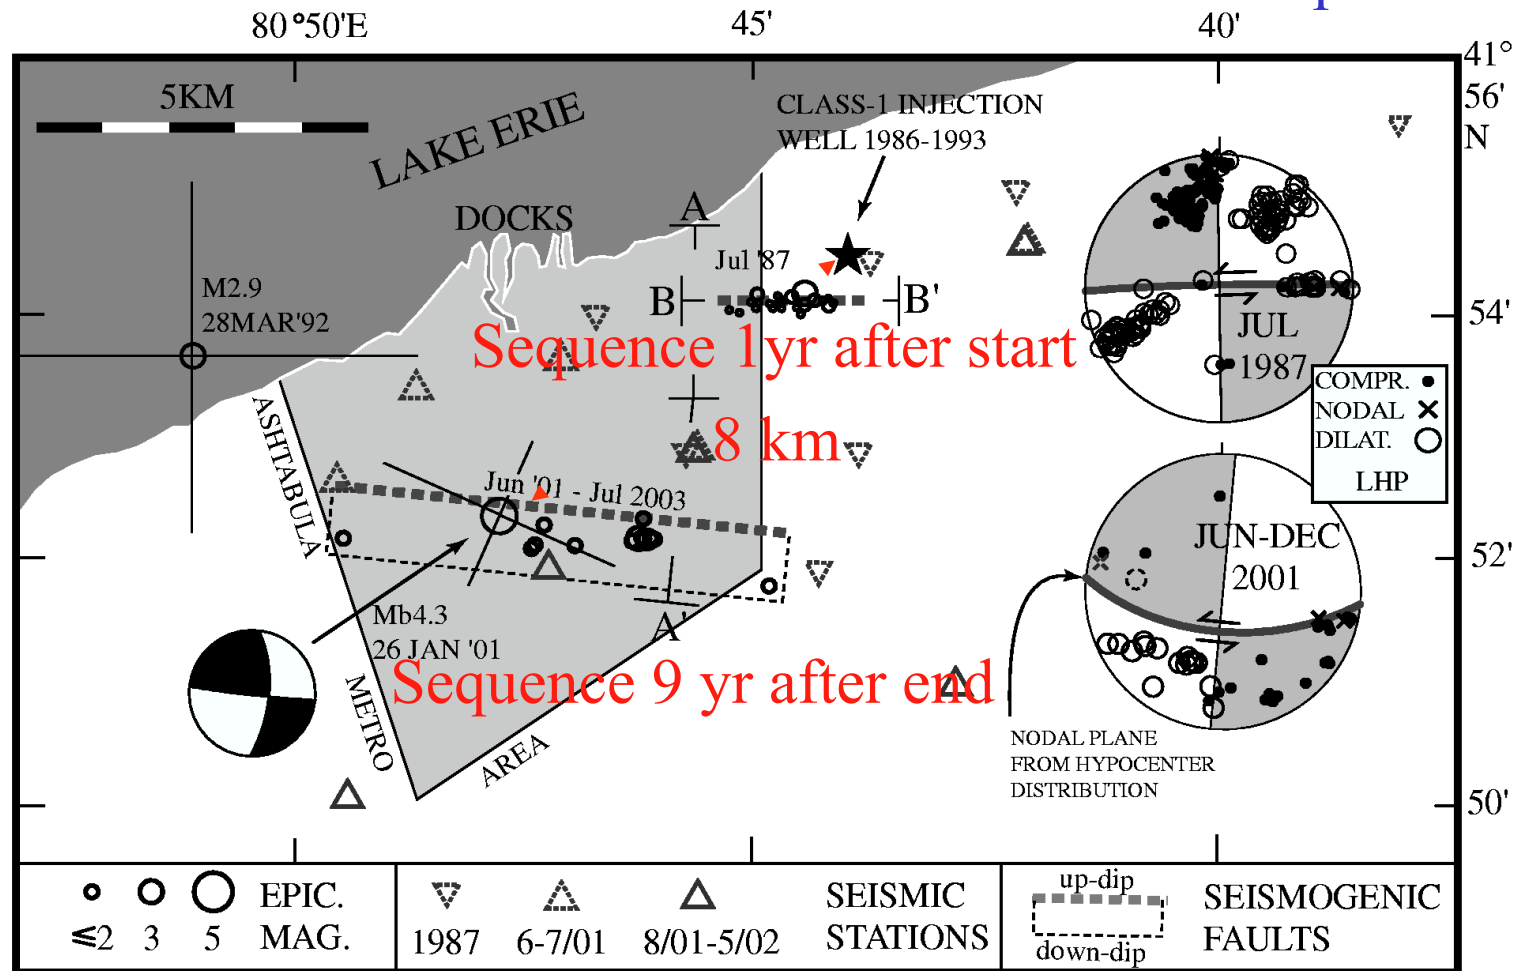 80°50'E
45'
40'
41°
56'
N
5KM
LAKE ERIE
CLASS-1 INJECTION
WELL 1986-1993
DOCKS
A
Jul '87
B
B'
M2.9
28MAR'92
54'
Sequence 1yr after start
JUL
1987
COMPR.
NODAL
DILAT.
LHP
8 km
ASHTABULA
Jun '01 - Jul 2003
JUN-DEC
2001
52'
Mb4.3
26 JAN '01
A'
Sequence 9 yr after end
METRO
AREA
NODAL PLANE
FROM HYPOCENTER
DISTRIBUTION
50'
EPIC.
≤2 3 5 MAG.
1987 6-7/01 8/01-5/02
SEISMIC
STATIONS
up-dip
down-dip
SEISMOGENIC
FAULTS